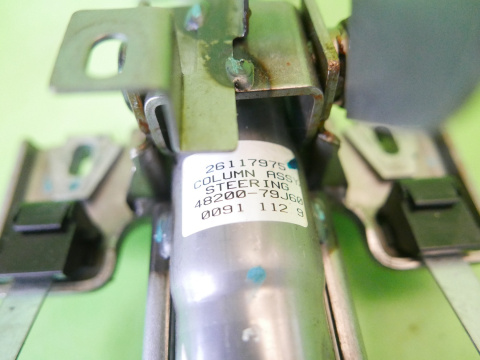 26117975
COLUMN ASSY
STEERING
48200-79J60
0091 112 9